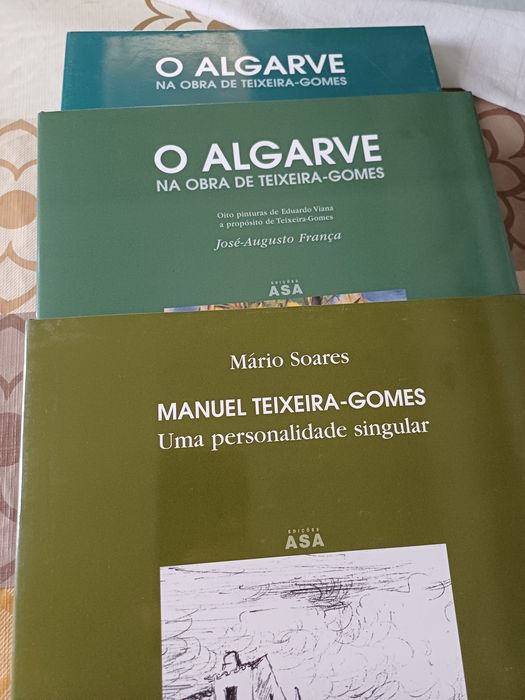 O ALGARVE
NA OBRA DE TEIXEIRA-GOMES
O ALGARVE
NA OBRA DE TEIXEIRA-GOMES
Oito pinturas de Eduardo Viana
a propósito de Teixeira-Gomes
José-Augusto França
EDIÇÕES
ASA
Mário Soares
MANUEL TEIXEIRA-GOMES
Uma personalidade singular
EDIÇÕES
ASA